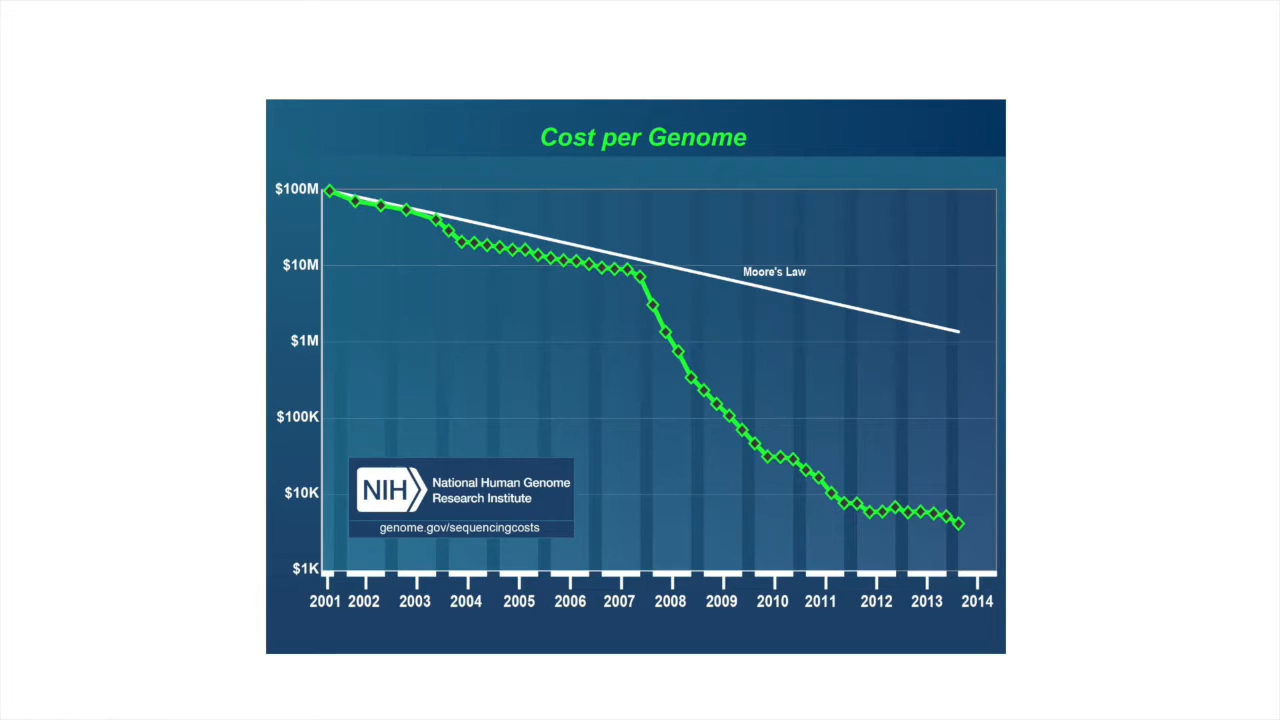 Cost per Genome
$100M
$10M
$1M
$100K
$10K
$1K
Moore's Law
NIH
National Human Genome
Research Institute
genome.gov/sequencingcosts
2001 2002 2003 2004 2005 2006 2007 2008 2009 2010 2011 2012 2013 2014